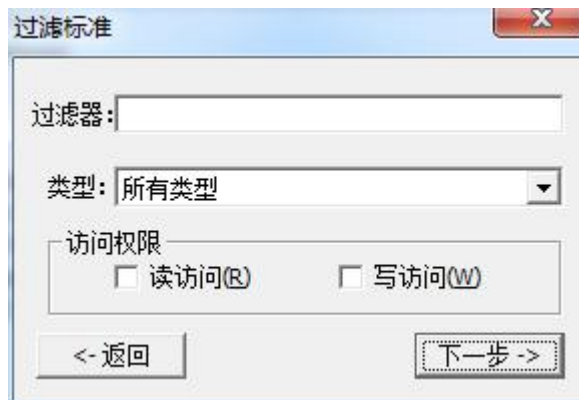 过滤标准
过滤器:
类型: 所有类型
访问权限
读访问(R) 写访问(W)
<- 返回 下一步 ->